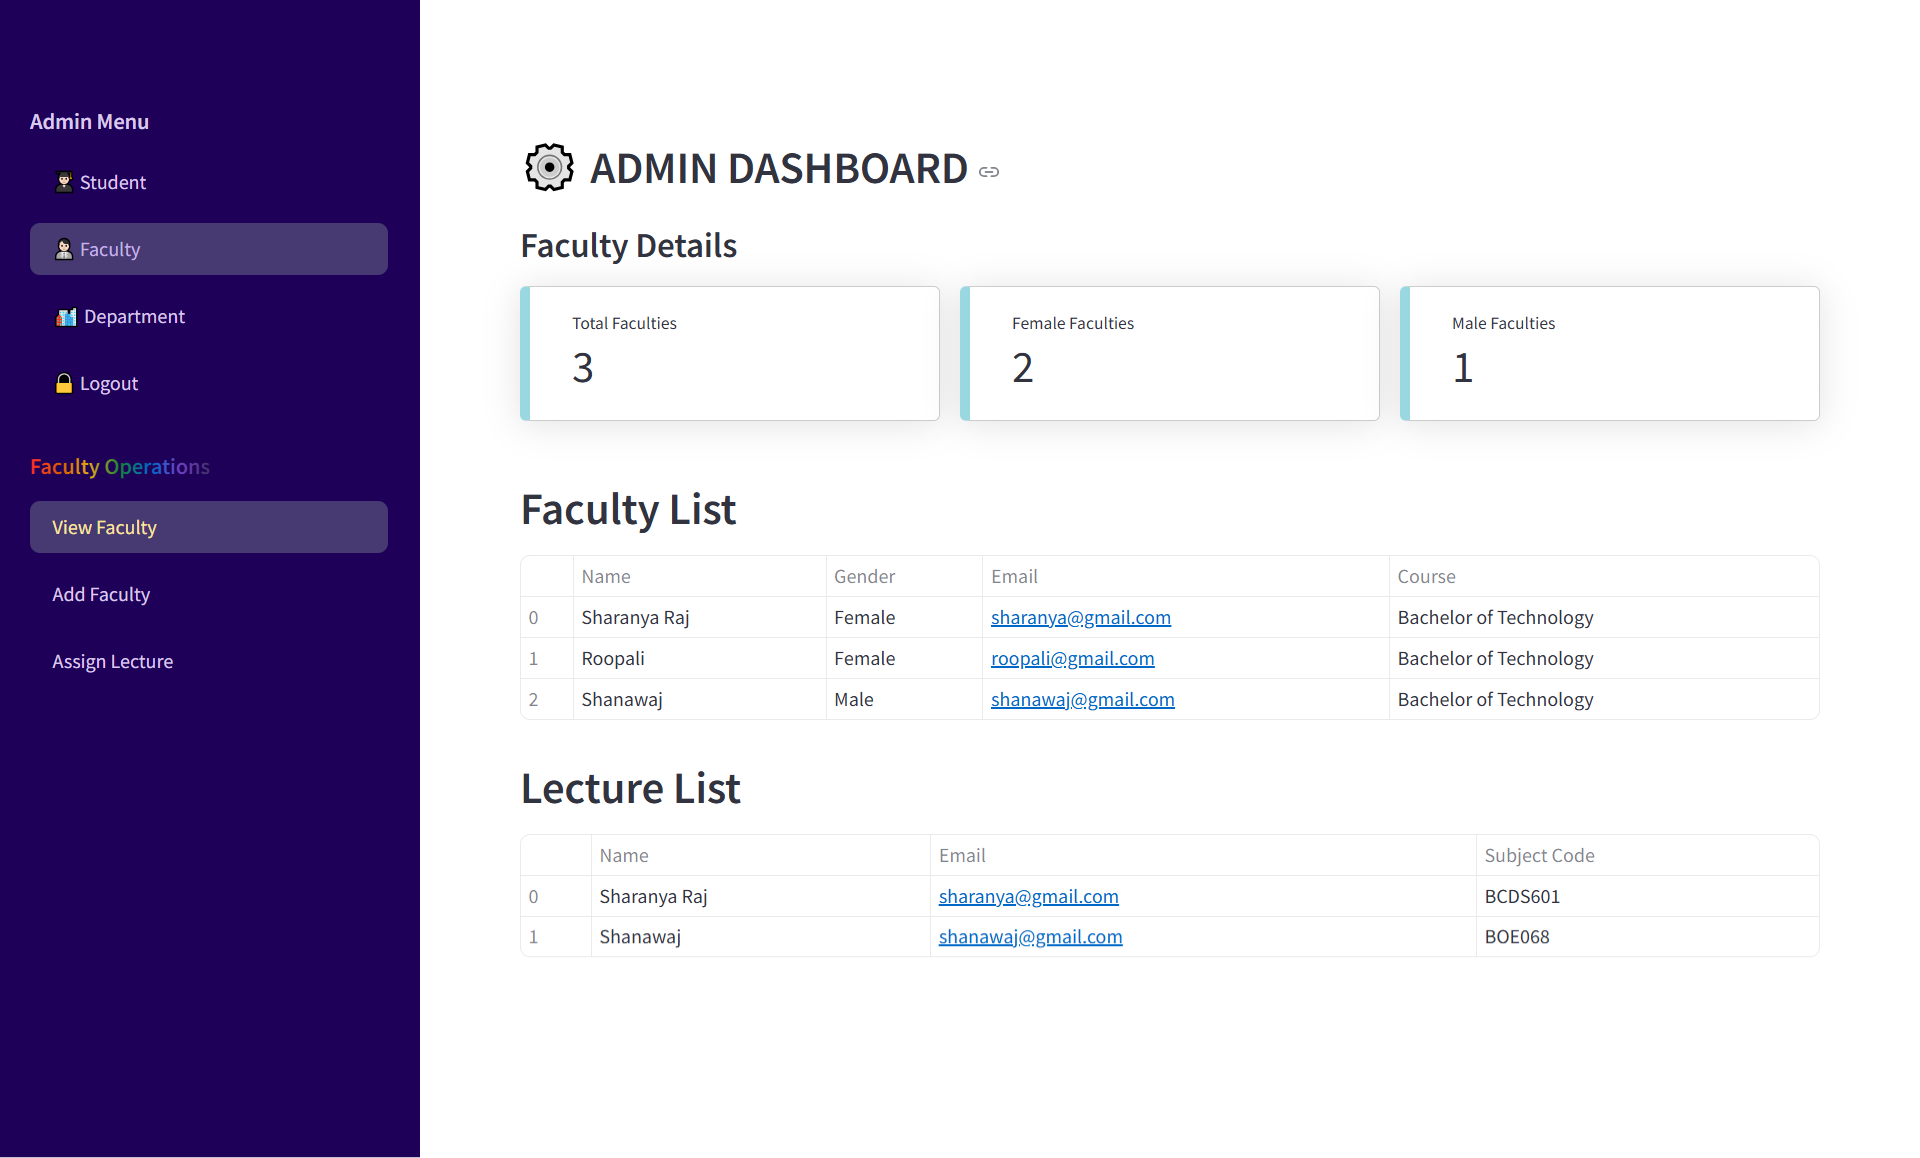 Admin Menu
Student
Faculty
Department
Logout
Faculty Operations
View Faculty
Add Faculty
Assign Lecture
ADMIN DASHBOARD
Faculty Details
Total Faculties
3
Female Faculties
2
Male Faculties
1
Faculty List
Name Gender Email Course
0 Sharanya Raj Female sharanya@gmail.com Bachelor of Technology
1 Roopali Female roopali@gmail.com Bachelor of Technology
2 Shanawaj Male shanawaj@gmail.com Bachelor of Technology
Lecture List
Name Email Subject Code
0 Sharanya Raj sharanya@gmail.com BCDS601
1 Shanawaj shanawaj@gmail.com BOE068